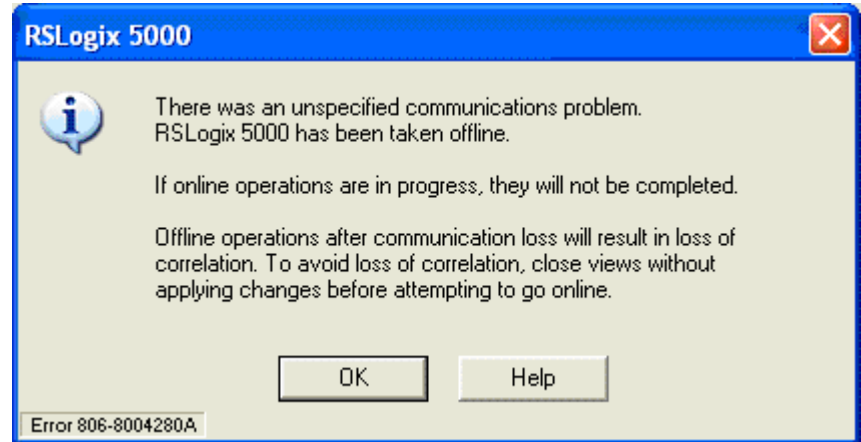 RSLogix 5000
There was an unspecified communications problem.
RSLogix 5000 has been taken offline.
If online operations are in progress, they will not be completed.
Offline operations after communication loss will result in loss of
correlation. To avoid loss of correlation, close views without
applying changes before attempting to go online.
OK
Help
Error 806-8004280A